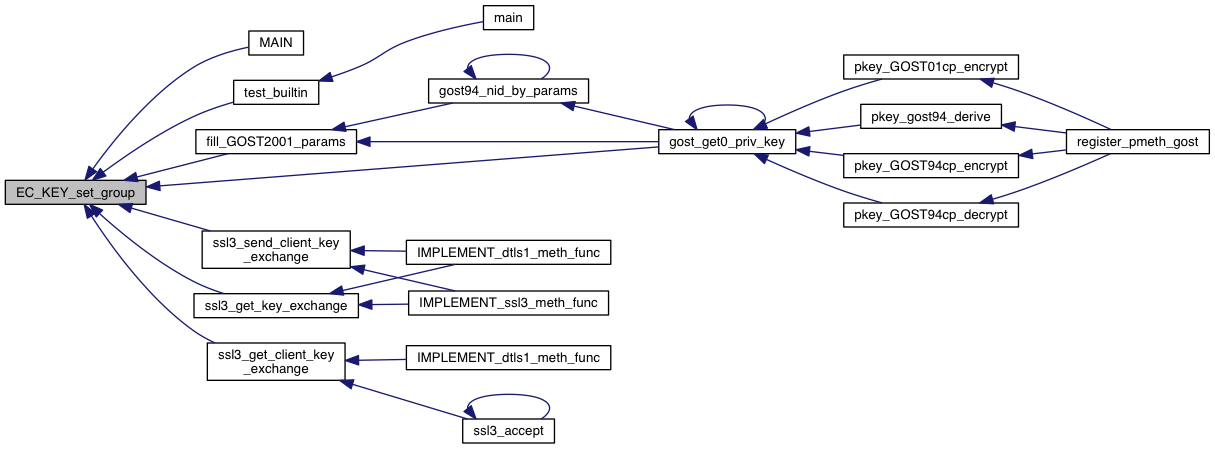 main
MAIN
test_builtin
gost94_nid_by_params
fill_GOST2001_params
gost_get0_priv_key
pkey_GOST01cp_encrypt
pkey_gost94_derive
register_pmeth_gost
pkey_GOST94cp_encrypt
pkey_GOST94cp_decrypt
EC_KEY_set_group
ssl3_send_client_key
_exchange
IMPLEMENT_dtls1_meth_func
ssl3_get_key_exchange
IMPLEMENT_ssl3_meth_func
ssl3_get_client_key
_exchange
IMPLEMENT_dtls1_meth_func
ssl3_accept